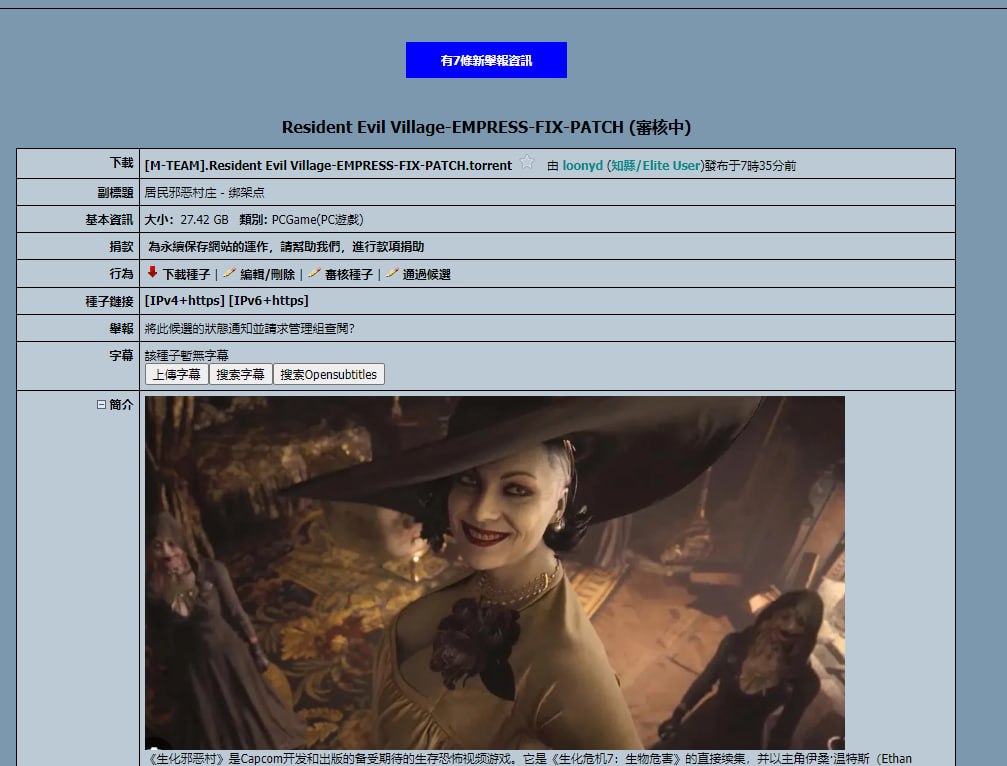 有7條新舉報資訊
Resident Evil Village-EMPRESS-FIX-PATCH (審核中)
下載 [M-TEAM].Resident Evil Village-EMPRESS-FIX-PATCH.torrent 由 loonyd (知縣/Elite User)發布于7時35分前
副標題 居民邪恶村庄 - 绑架点
基本資訊 大小: 27.42 GB 類別: PCGame(PC遊戲)
捐款 為永續保存網站的運作，請幫助我們，進行款項捐助
行為 下載種子 | 編輯/刪除 | 審核種子 | 通過候選
種子鏈接 [IPv4+https] [IPv6+https]
舉報 將此候選的狀態通知並請求管理組查閱?
字幕 該種子暫無字幕
上傳字幕 搜索字幕 搜索Opensubtitles
簡介
《生化邪恶村》是Capcom开发和出版的备受期待的生存恐怖视频游戏。它是《生化危机7：生物危害》的直接续集，并以主角伊桑·温特斯（Ethan